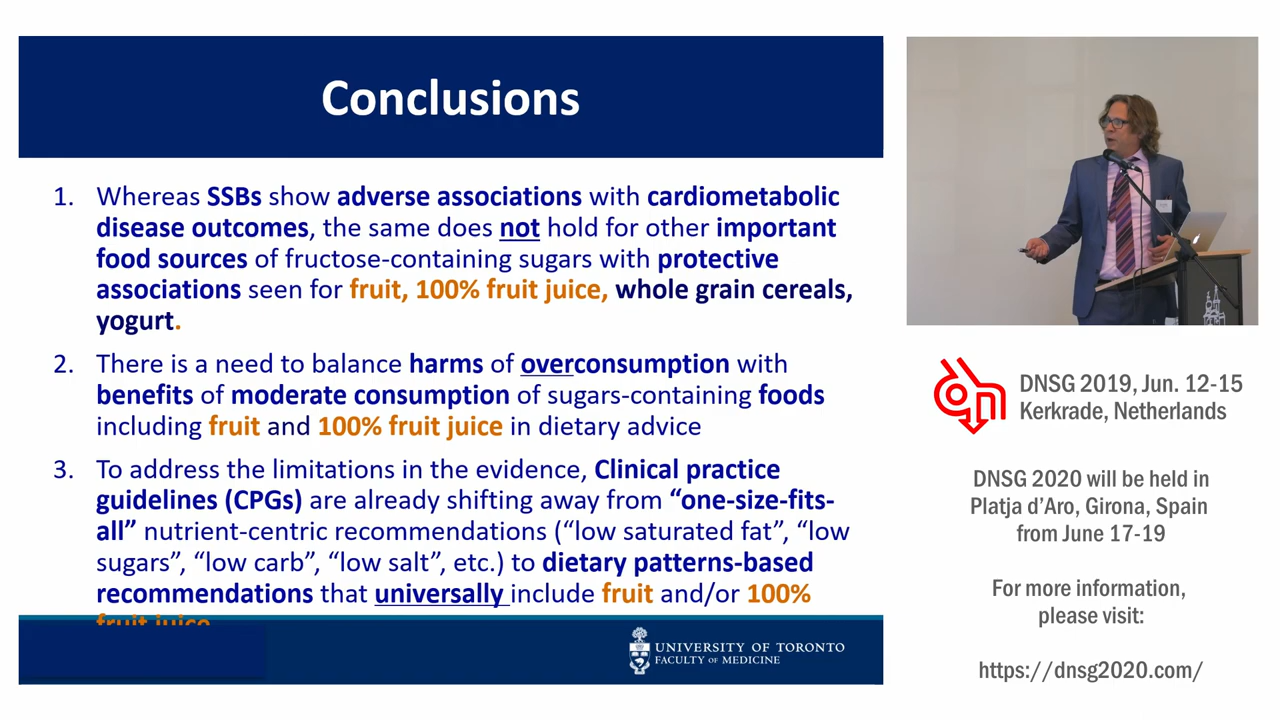 Conclusions
1. Whereas SSBs show adverse associations with cardiometabolic
disease outcomes, the same does not hold for other important
food sources of fructose-containing sugars with protective
associations seen for fruit, 100% fruit juice, whole grain cereals,
yogurt.
2. There is a need to balance harms of overconsumption with
benefits of moderate consumption of sugars-containing foods
including fruit and 100% fruit juice in dietary advice
3. To address the limitations in the evidence, Clinical practice
guidelines (CPGs) are already shifting away from “one-size-fits-
all” nutrient-centric recommendations (“low saturated fat”, “low
sugars”, “low carb”, “low salt”, etc.) to dietary patterns-based
recommendations that universally include fruit and/or 100%
fruit juice
UNIVERSITY OF TORONTO
FACULTY OF MEDICINE
DNSG 2019, Jun. 12-15
Kerkrade, Netherlands
DNSG 2020 will be held in
Platja d’Aro, Girona, Spain
from June 17-19
For more information,
please visit:
https://dnsg2020.com/